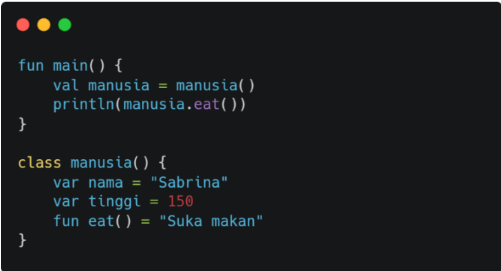 fun main() {
    val manusia = manusia()
    println(manusia.eat())
}

class manusia() {
    var nama = "Sabrina"
    var tinggi = 150
    fun eat() = "Suka makan"
}